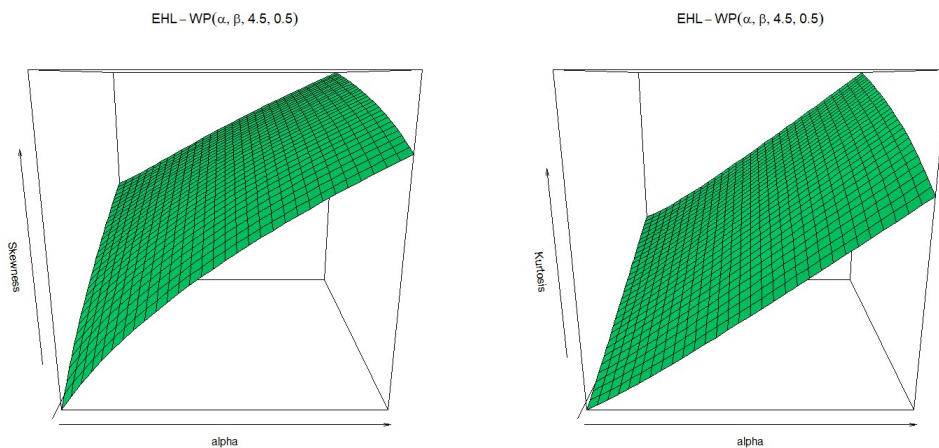 EHL – WP(α, β, 4.5, 0.5)
Skewness
alpha
EHL – WP(α, β, 4.5, 0.5)
Kurtosis
alpha